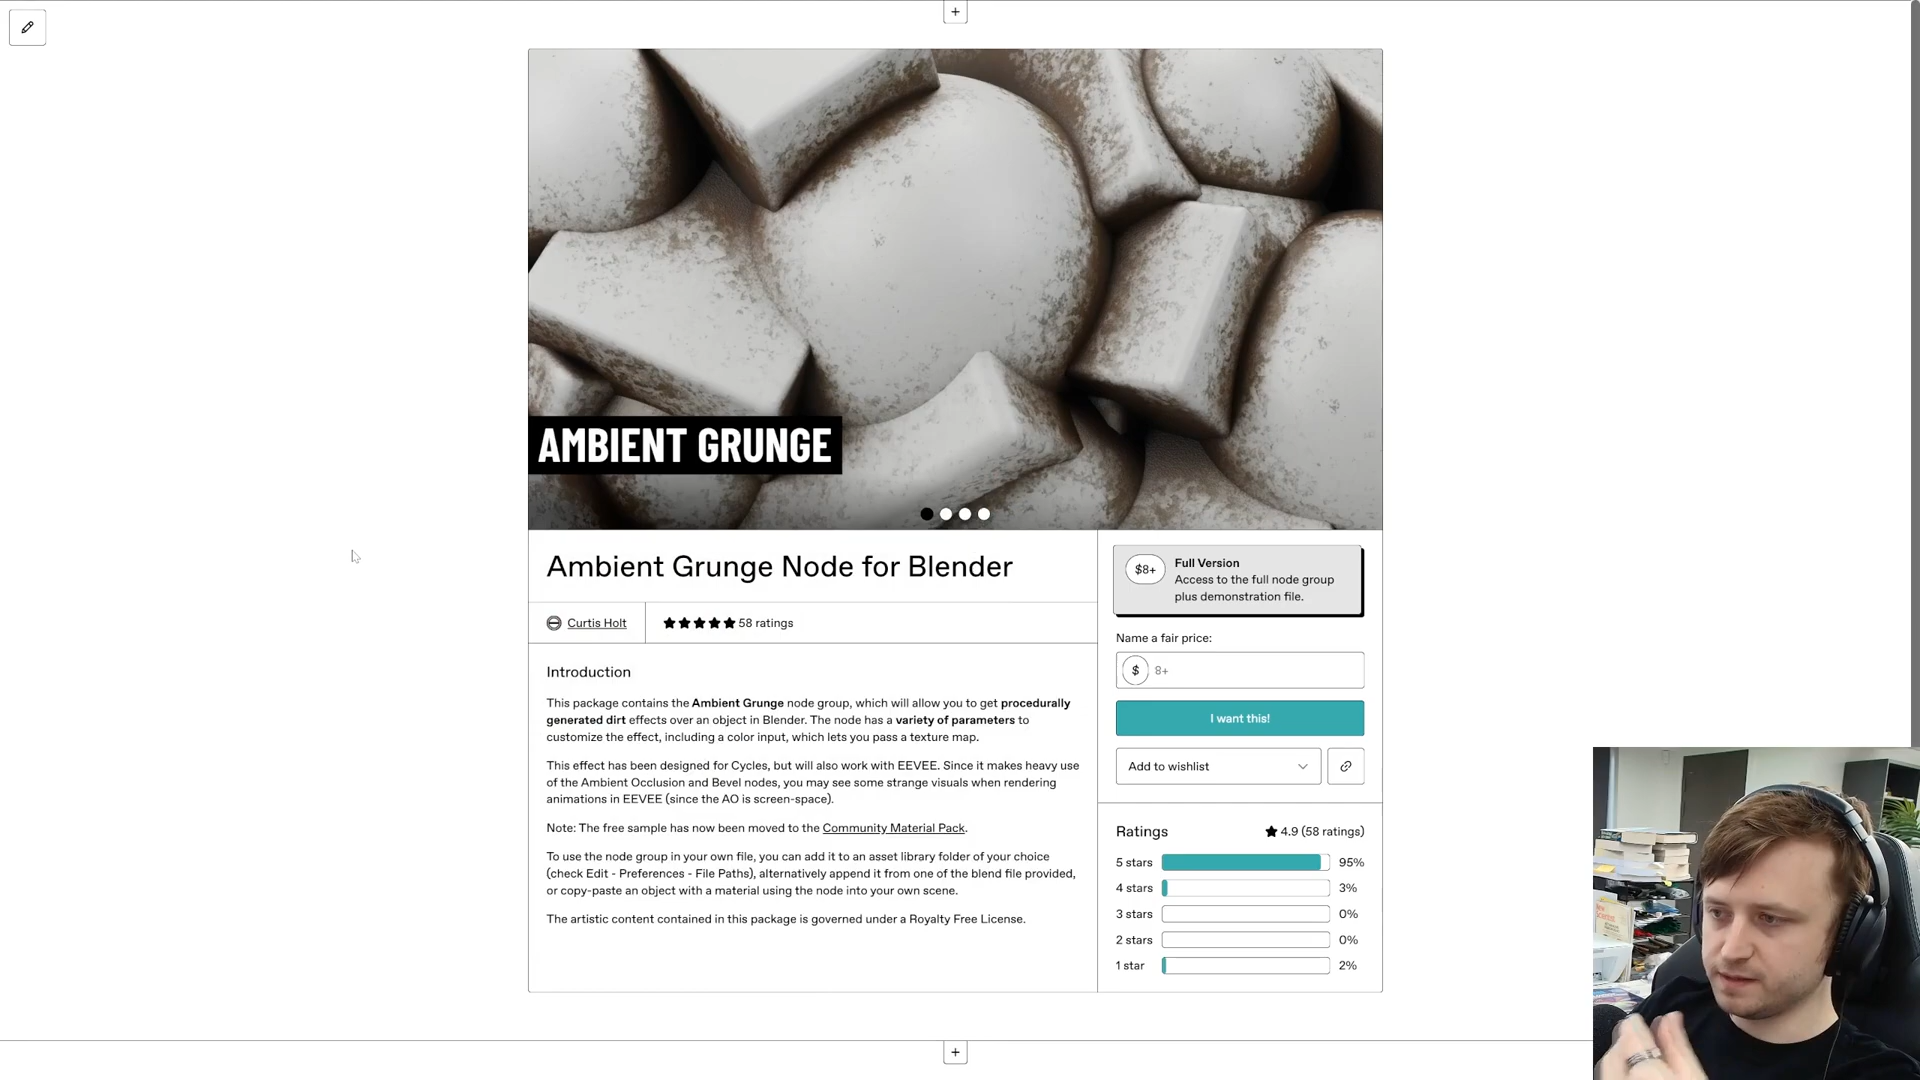 +
AMBIENT GRUNGE
Ambient Grunge Node for Blender
Curtis Holt
58 ratings
Introduction
This package contains the Ambient Grunge node group, which will allow you to get procedurally
generated dirt effects over an object in Blender. The node has a variety of parameters to
customize the effect, including a color input, which lets you pass a texture map.
This effect has been designed for Cycles, but will also work with EEVEE. Since it makes heavy use
of the Ambient Occlusion and Bevel nodes, you may see some strange visuals when rendering
animations in EEVEE (since the AO is screen-space).
Note: The free sample has now been moved to the Community Material Pack.
To use the node group in your own file, you can add it to an asset library folder of your choice
(check Edit - Preferences - File Paths), alternatively append it from one of the blend file provided,
or copy-paste an object with a material using the node into your own scene.
The artistic content contained in this package is governed under a Royalty Free License.
$8+
Full Version
Access to the full node group
plus demonstration file.
Name a fair price:
$ 8+
I want this!
Add to wishlist
Ratings
4.9 (58 ratings)
5 stars 95%
4 stars 3%
3 stars 0%
2 stars 0%
1 star 2%
+